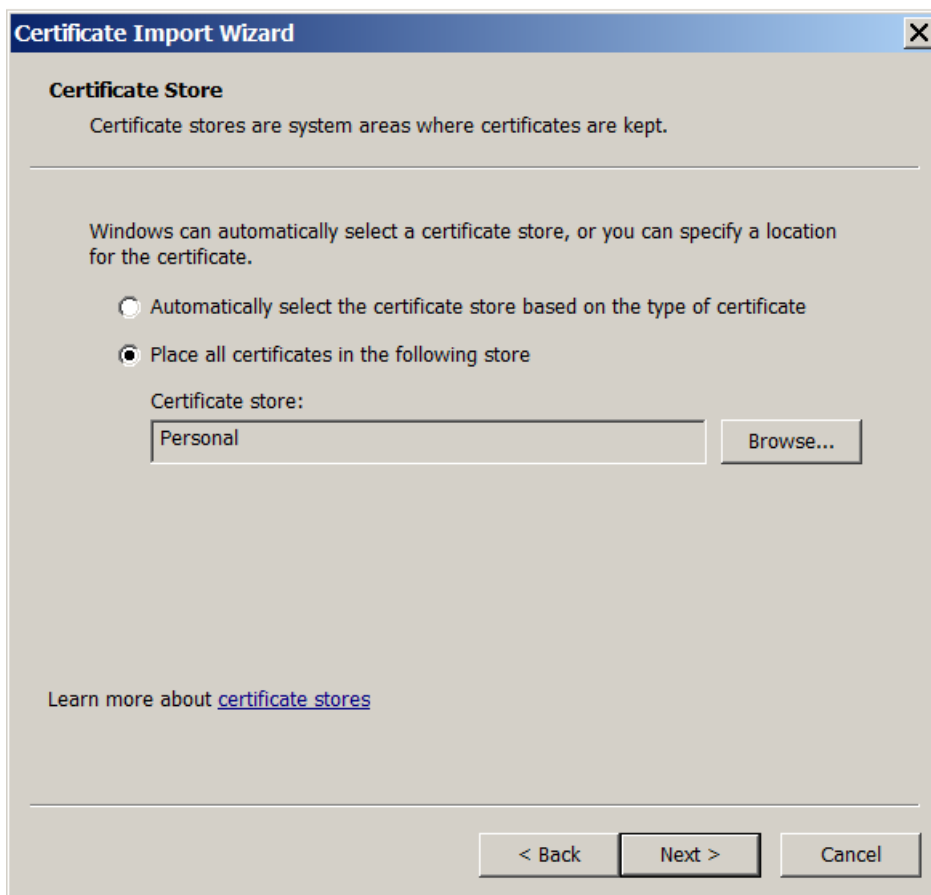 Certificate Import Wizard
Certificate Store
Certificate stores are system areas where certificates are kept.
Windows can automatically select a certificate store, or you can specify a location
for the certificate.
Automatically select the certificate store based on the type of certificate
Place all certificates in the following store
Certificate store:
Personal
Browse...
Learn more about certificate stores
< Back
Next >
Cancel